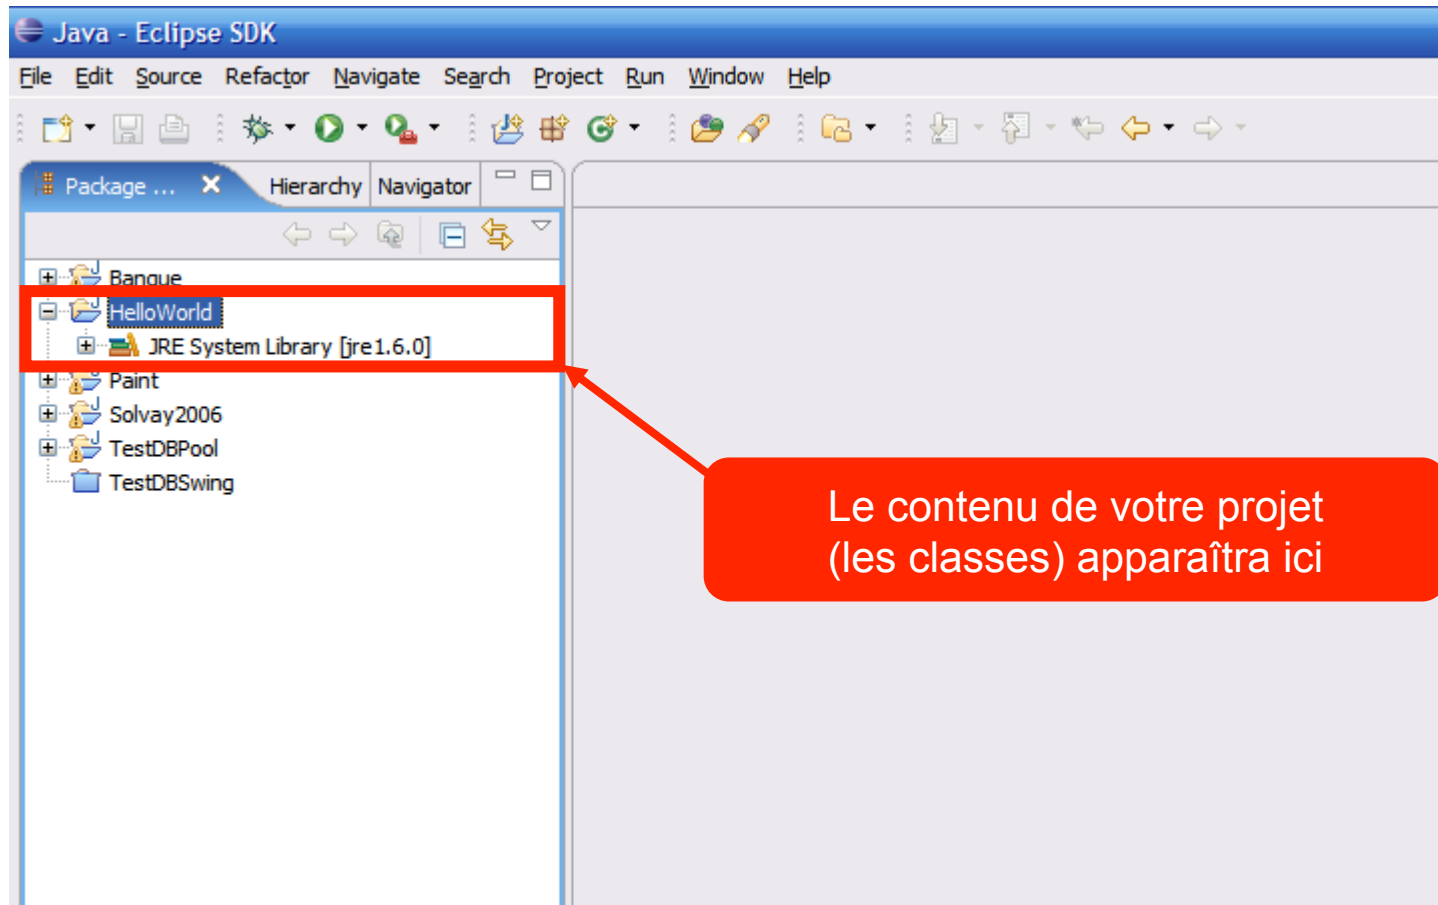 Java - Eclipse SDK
File Edit Source Refactor Navigate Search Project Run Window Help
Package ... Hierarchy Navigator
Banque
HelloWorld
JRE System Library [jre1.6.0]
Paint
Solvay2006
TestDBPool
TestDBSwing
Le contenu de votre projet
(les classes) apparaîtra ici